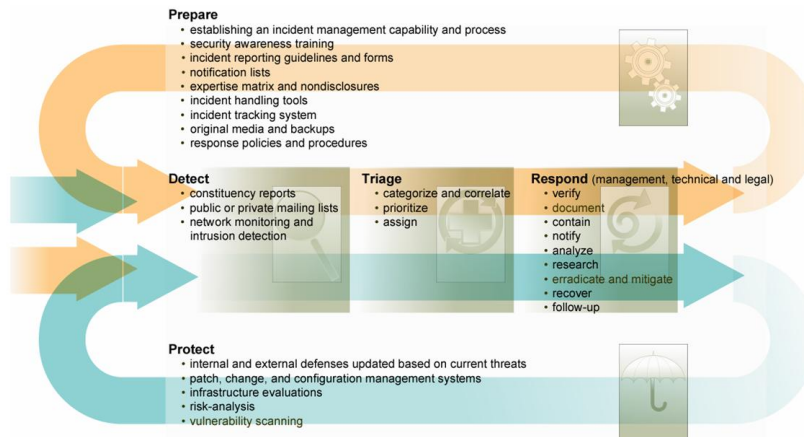 Prepare
• establishing an incident management capability and process
• security awareness training
• incident reporting guidelines and forms
• notification lists
• expertise matrix and nondisclosures
• incident handling tools
• incident tracking system
• original media and backups
• response policies and procedures
Detect
• constituency reports
• public or private mailing lists
• network monitoring and
intrusion detection
Triage
• categorize and correlate
• prioritize
• assign
Respond (management, technical and legal)
• verify
• document
• contain
• notify
• analyze
• research
• erradicate and mitigate
• recover
• follow-up
Protect
• internal and external defenses updated based on current threats
• patch, change, and configuration management systems
• infrastructure evaluations
• risk-analysis
• vulnerability scanning